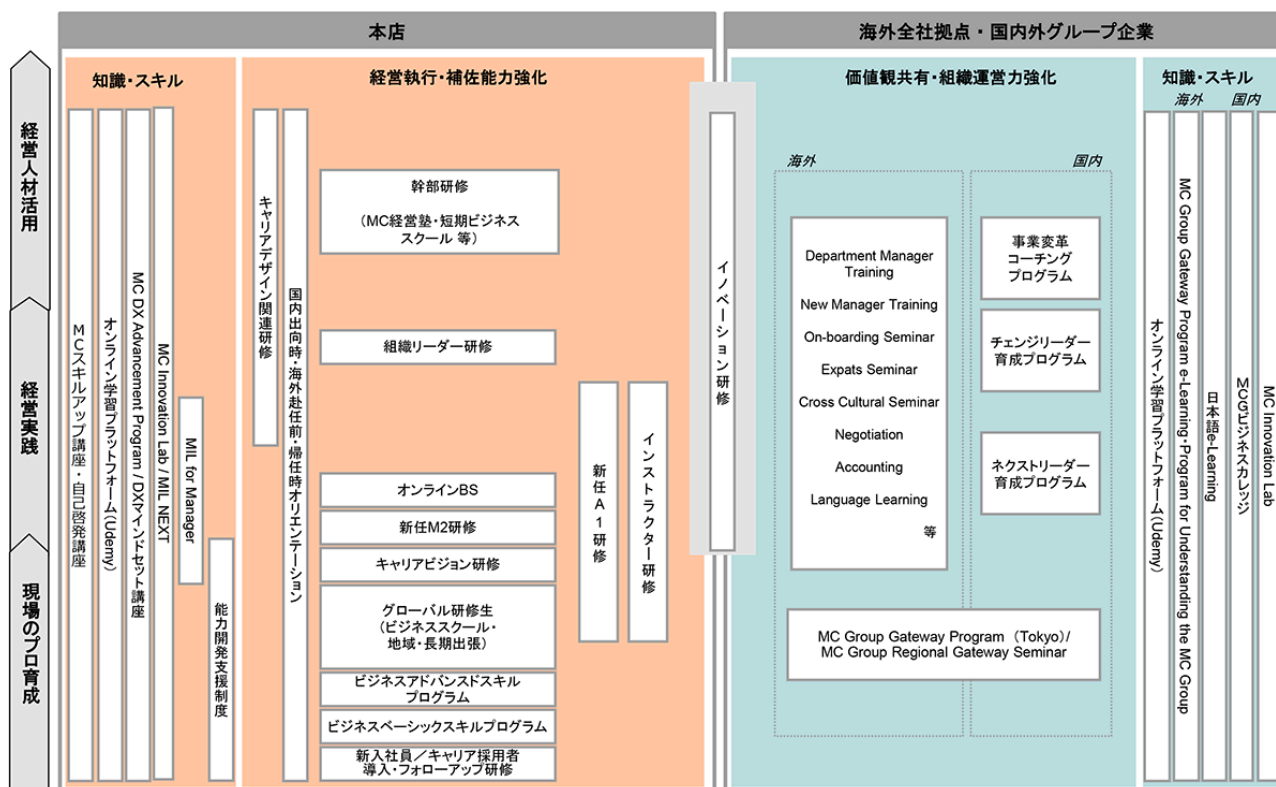 本店
海外全社拠点・国内外グループ企業
経営人材活用
経営実践
現場のプロ育成
知識・スキル
MCスキルアップ講座・自己啓発講座
オンライン学習プラットフォーム(Udemy)
MC DX Advancement Program / DXマインドセット講座
MC Innovation Lab / MIL NEXT
MIL for Manager
能力開発支援制度
経営執行・補佐能力強化
キャリアデザイン関連研修
国内出向時・海外赴任前・帰任時オリエンテーション
幹部研修
(MC経営塾・短期ビジネス
スクール 等)
組織リーダー研修
オンラインBS
新任M2研修
キャリアビジョン研修
グローバル研修生
(ビジネススクール・
地域・長期出張)
ビジネスアドバンスドスキル
プログラム
ビジネスベーシックスキルプログラム
新入社員／キャリア採用者
導入・フォローアップ研修
新任A1研修
インストラクター研修
イノベーション研修
価値観共有・組織運営力強化
海外
Department Manager
Training
New Manager Training
On-boarding Seminar
Expats Seminar
Cross Cultural Seminar
Negotiation
Accounting
Language Learning
等
国内
事業変革
コーチング
プログラム
チェンジリーダー
育成プログラム
ネクストリーダー
育成プログラム
MC Group Gateway Program (Tokyo)/
MC Group Regional Gateway Seminar
知識・スキル
海外
国内
オンライン学習プラットフォーム(Udemy)
MC Group Gateway Program e-Learning・Program for Understanding the MC Group
日本語e-Learning
MCGビジネスカレッジ
MC Innovation Lab